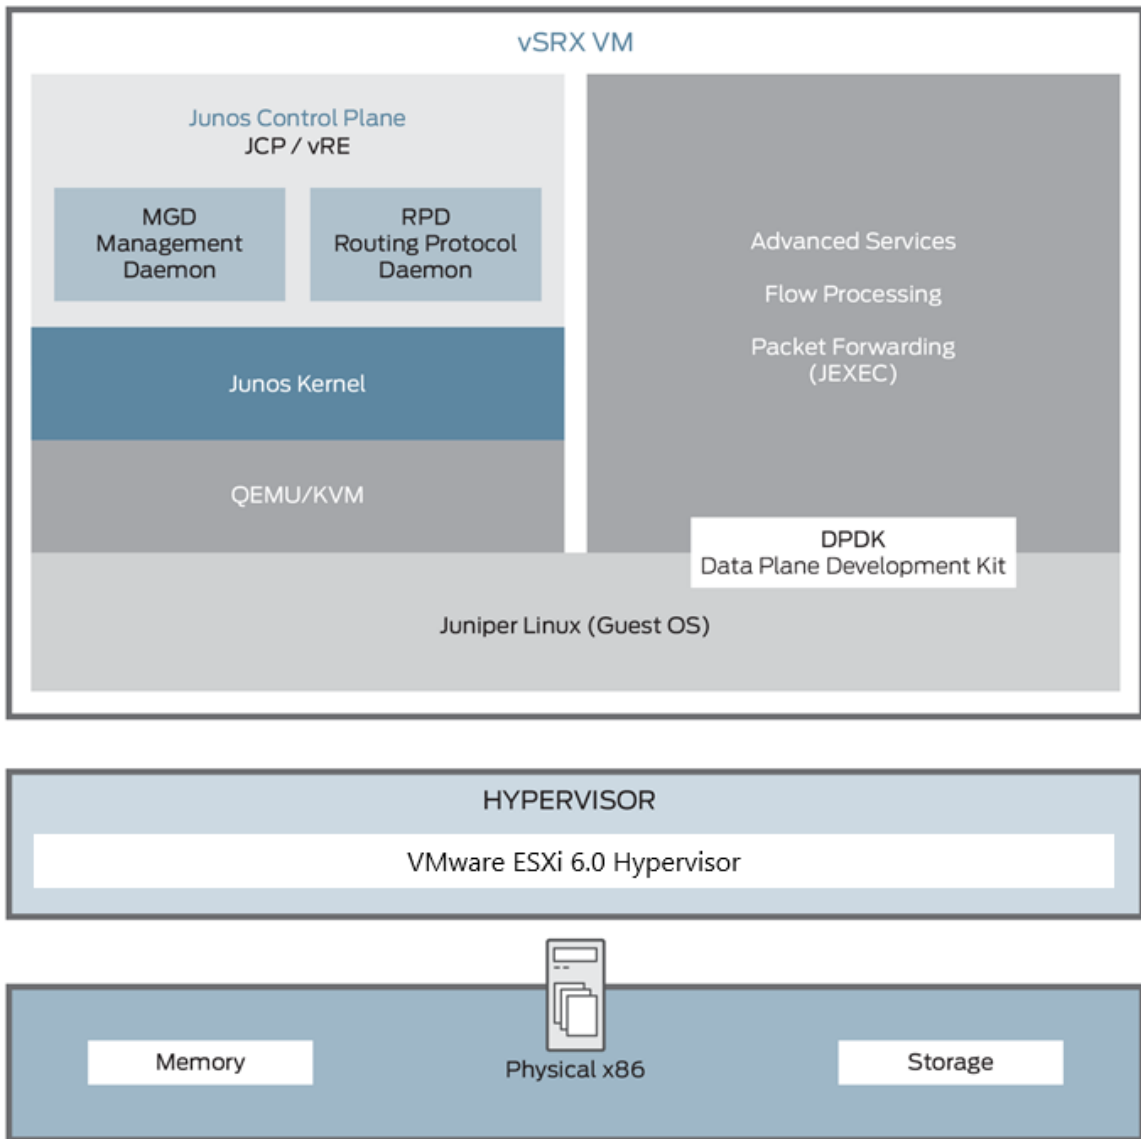 vSRX VM
Junos Control Plane
JCP / vRE
MGD
Management
Daemon
RPD
Routing Protocol
Daemon
Junos Kernel
QEMU/KVM
Advanced Services
Flow Processing
Packet Forwarding
(JEXEC)
DPDK
Data Plane Development Kit
Juniper Linux (Guest OS)
HYPERVISOR
VMware ESXi 6.0 Hypervisor
Memory
Physical x86
Storage